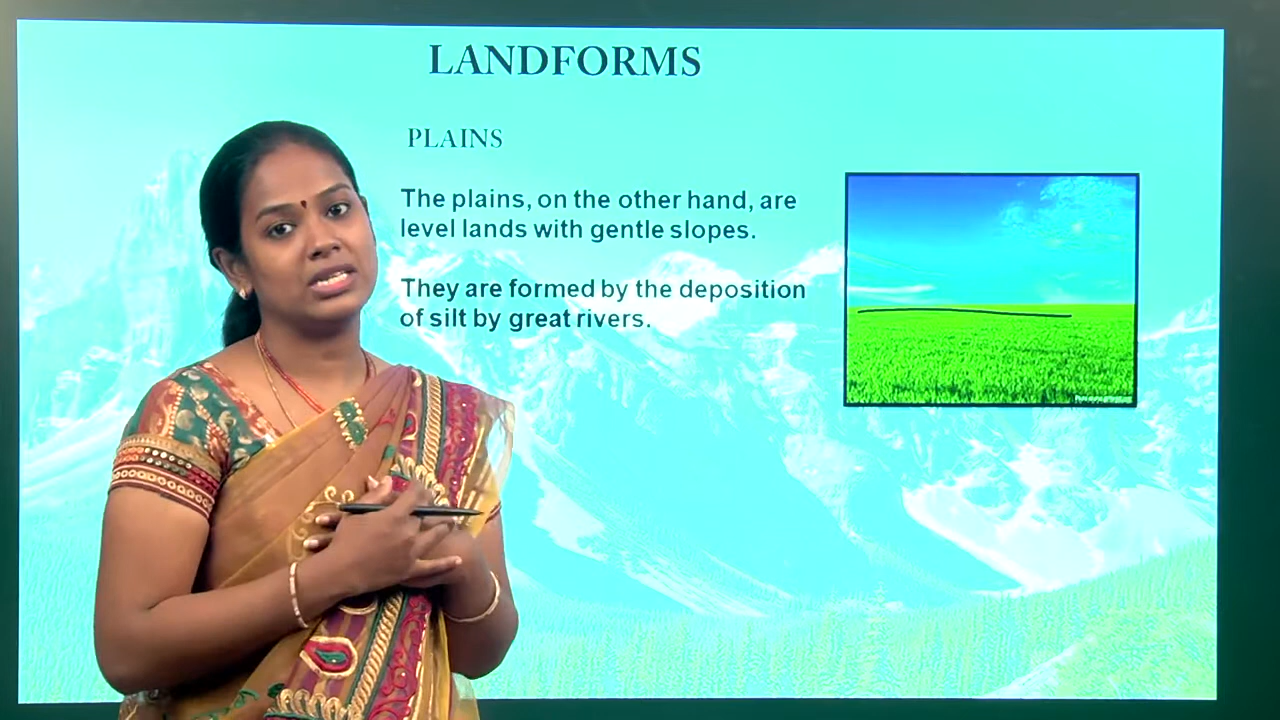 LANDFORMS
PLAINS
The plains, on the other hand, are
level lands with gentle slopes.
They are formed by the deposition
of silt by great rivers.